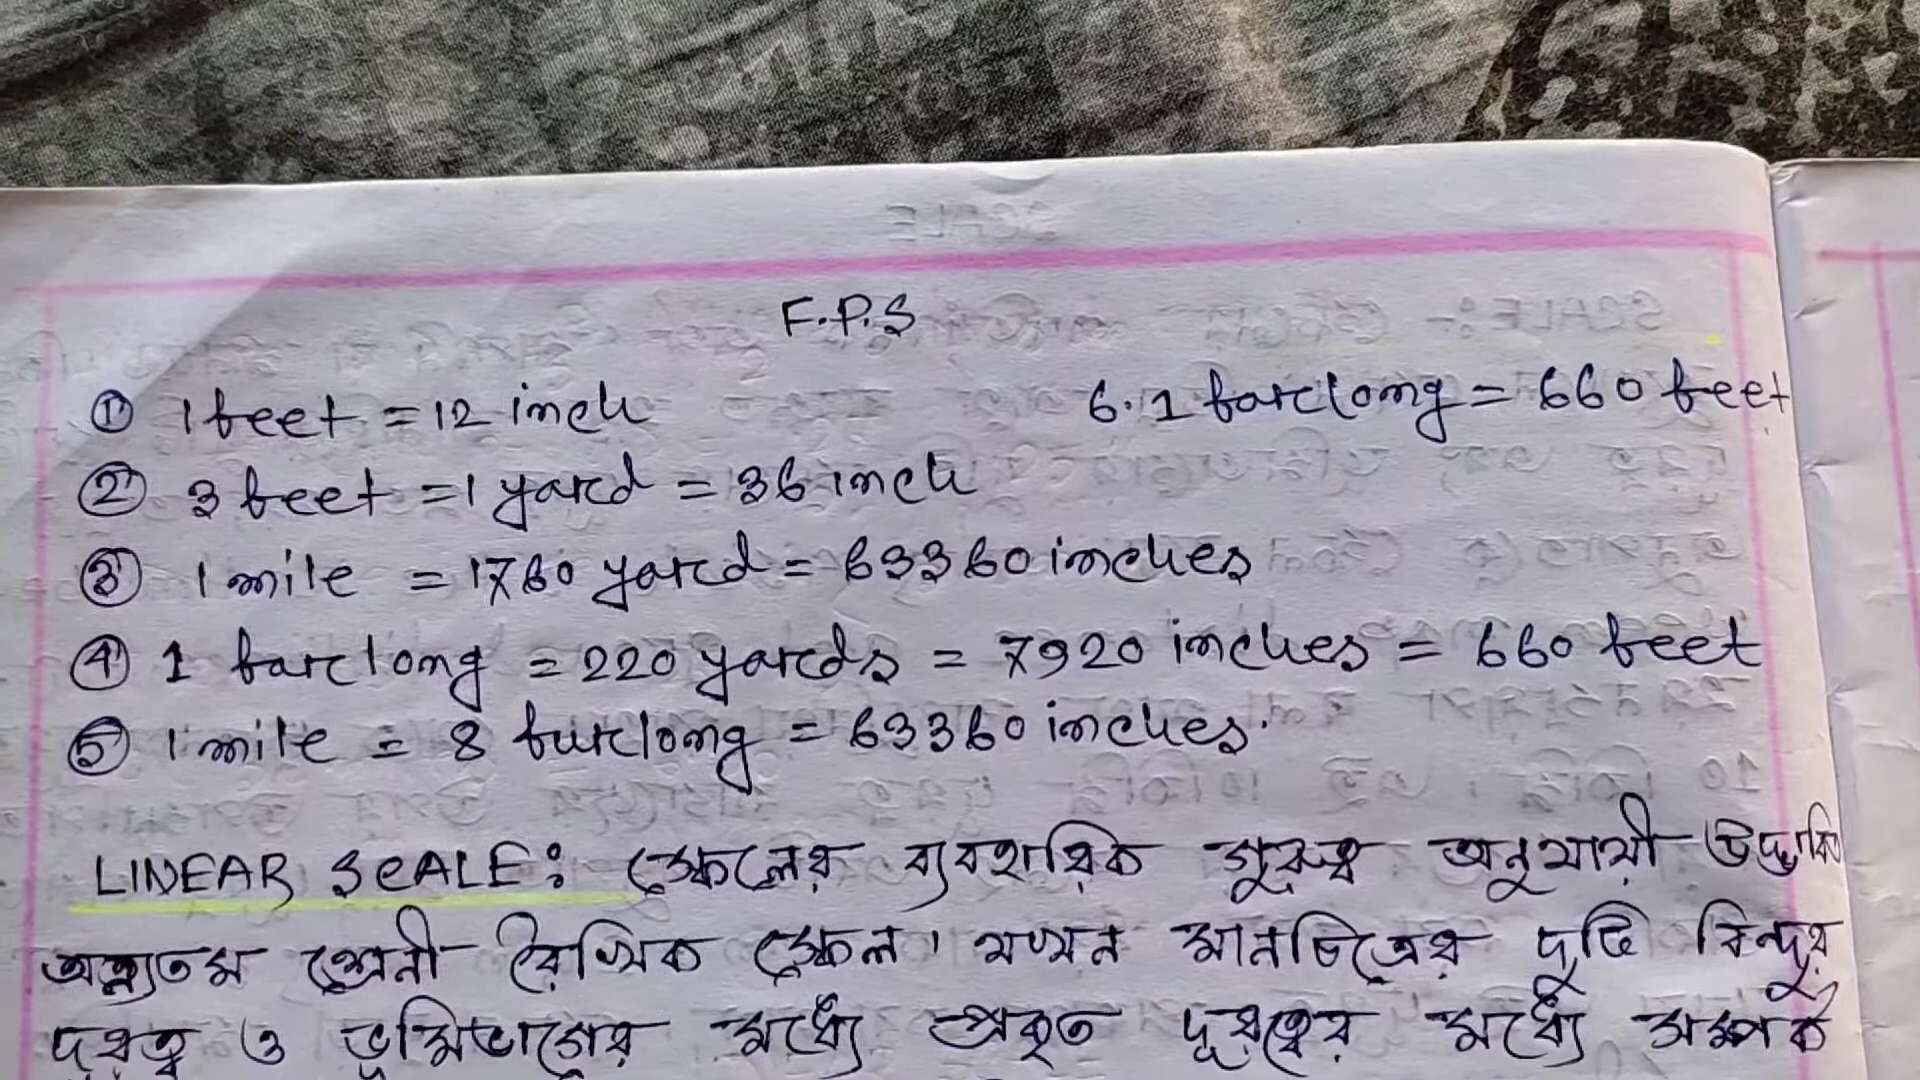 F.P.S
① 1 feet = 12 inch
6. 1 farlong = 660 feet
② 3 feet = 1 yard = 36 inch
③ 1 mile = 1760 yard = 63360 inches
④ 1 farlong = 220 yards = 7920 inches = 660 feet
⑤ 1 mile = 8 furlong = 63360 inches.
LINEAR SCALE: স্কেলের ব্যবহারিক গুরুত্ব অনুযায়ী
অন্যতম শ্রেনী রৈখিক স্কেল। যখন মানচিত্রের দুটি বিন্দুর
দূরত্ব ও ভূমিভাগের মধ্যে প্রকৃত দূরত্বের মধ্যে সম্পর্ক